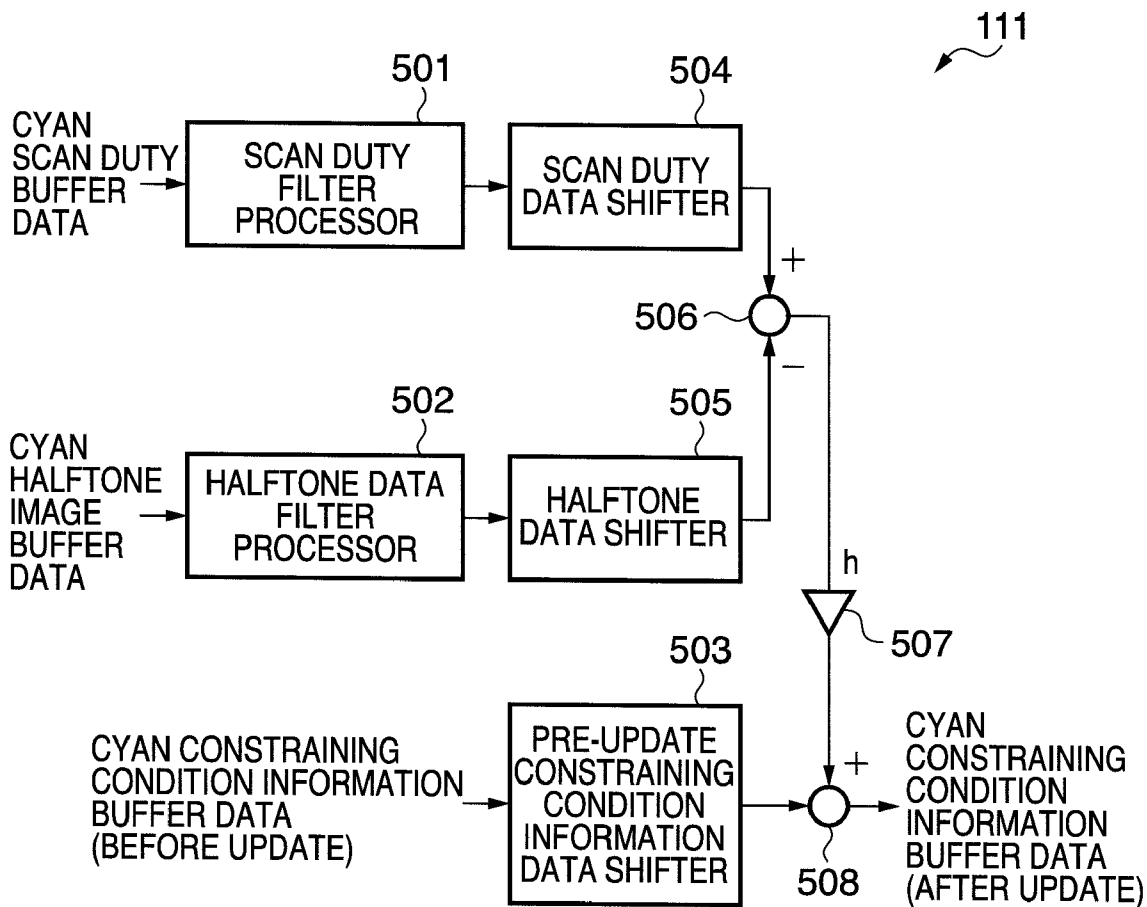 111
501
504
CYAN
SCAN DUTY
BUFFER
DATA
SCAN DUTY
FILTER
PROCESSOR
SCAN DUTY
DATA SHIFTER
+
506
−
502
505
CYAN
HALFTONE
IMAGE
BUFFER
DATA
HALFTONE DATA
FILTER
PROCESSOR
HALFTONE
DATA SHIFTER
h
507
503
CYAN CONSTRAINING
CONDITION INFORMATION
BUFFER DATA
(BEFORE UPDATE)
PRE-UPDATE
CONSTRAINING
CONDITION
INFORMATION
DATA SHIFTER
+
508
CYAN
CONSTRAINING
CONDITION
INFORMATION
BUFFER DATA
(AFTER UPDATE)